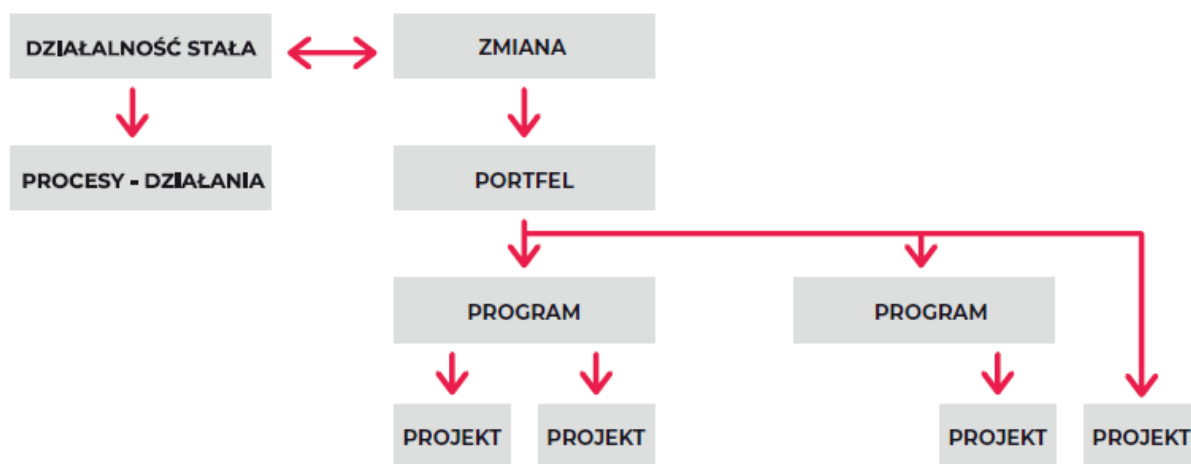 DZIAŁALNOŚĆ STAŁA
ZMIANA
PROCESY - DZIAŁANIA
PORTFEL
PROGRAM
PROGRAM
PROJEKT
PROJEKT
PROJEKT
PROJEKT